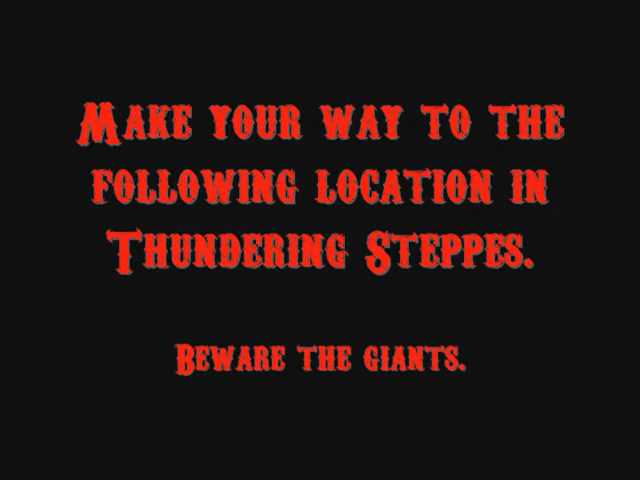 Make your way to the
following location in
Thundering Steppes.
Beware the giants.